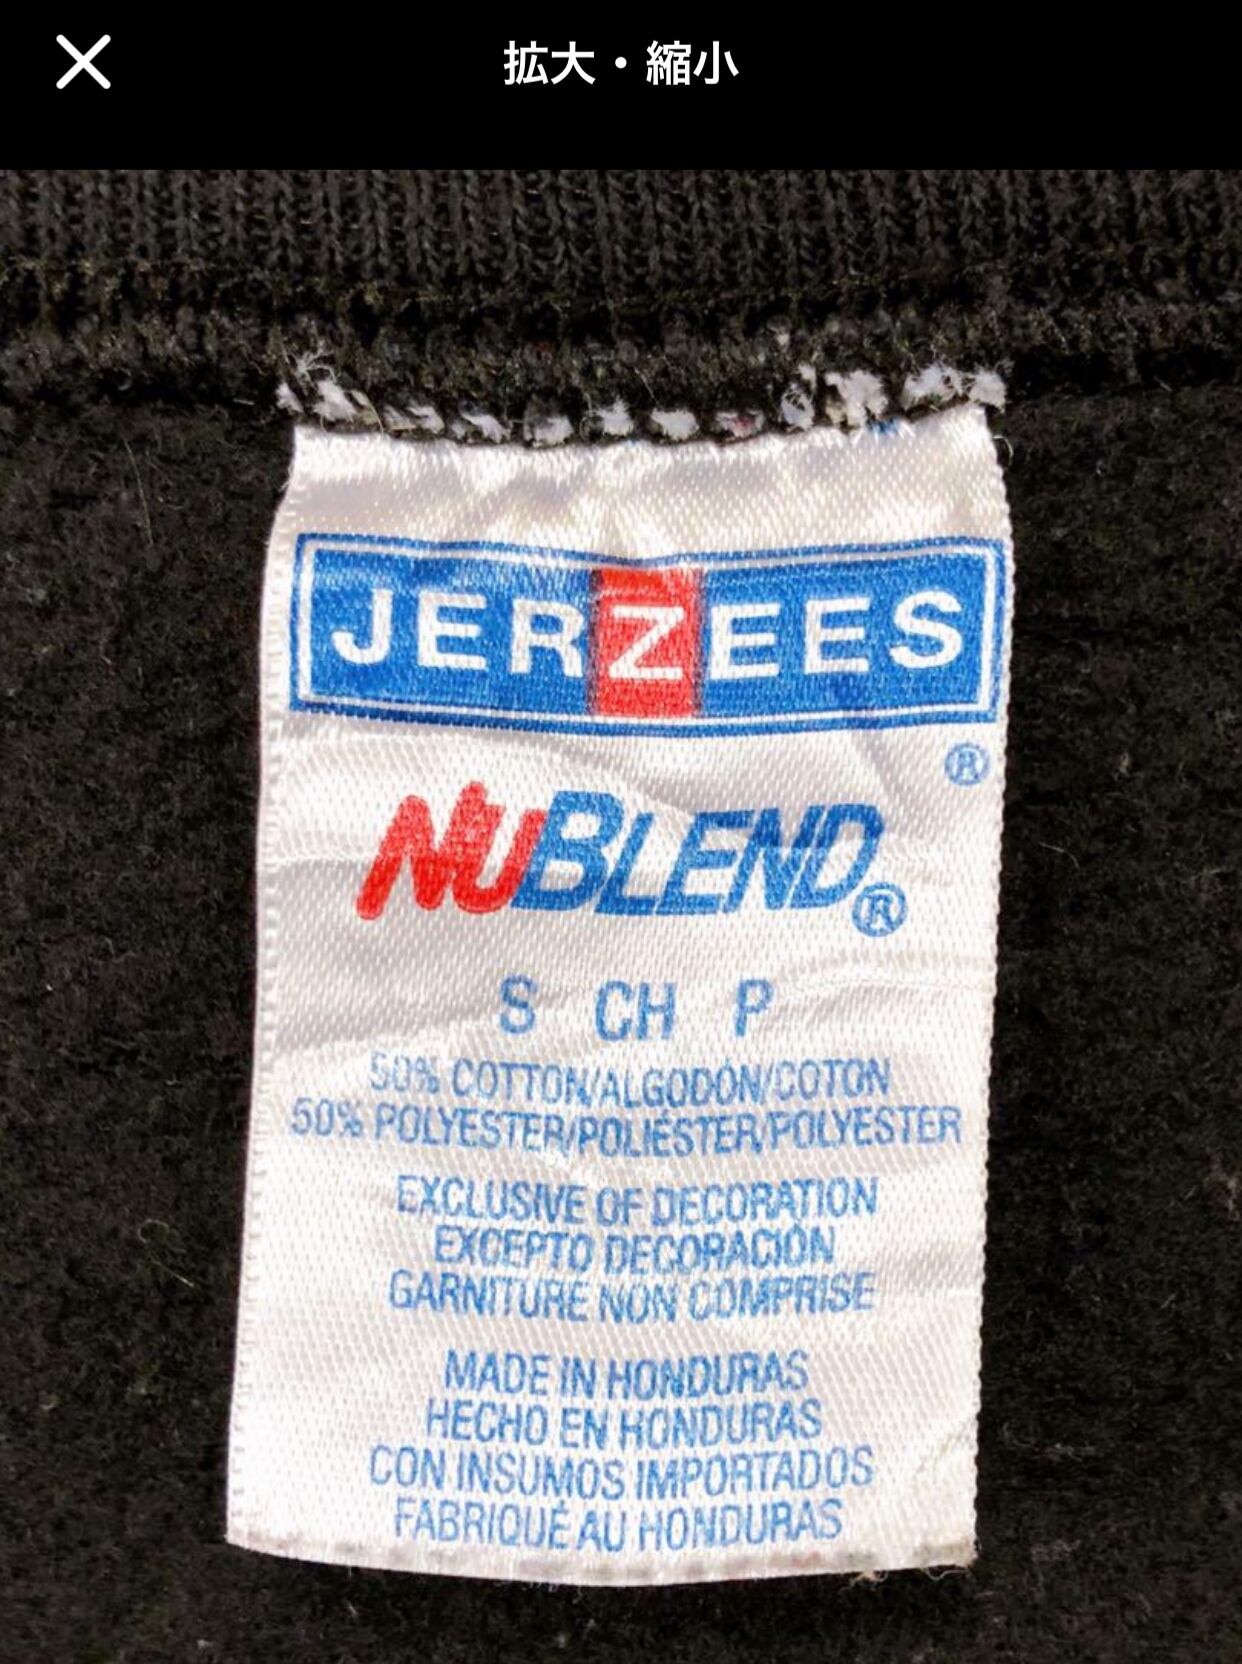 拡大・縮小
JERZEES
®
NUBLEND®
S CH P
50% COTTON/ALGODÓN/COTON
50% POLYESTER/POLIÉSTER/POLYESTER
EXCLUSIVE OF DECORATION
EXCEPTO DECORACIÓN
GARNITURE NON COMPRISE
MADE IN HONDURAS
HECHO EN HONDURAS
CON INSUMOS IMPORTADOS
FABRIQUÉ AU HONDURAS